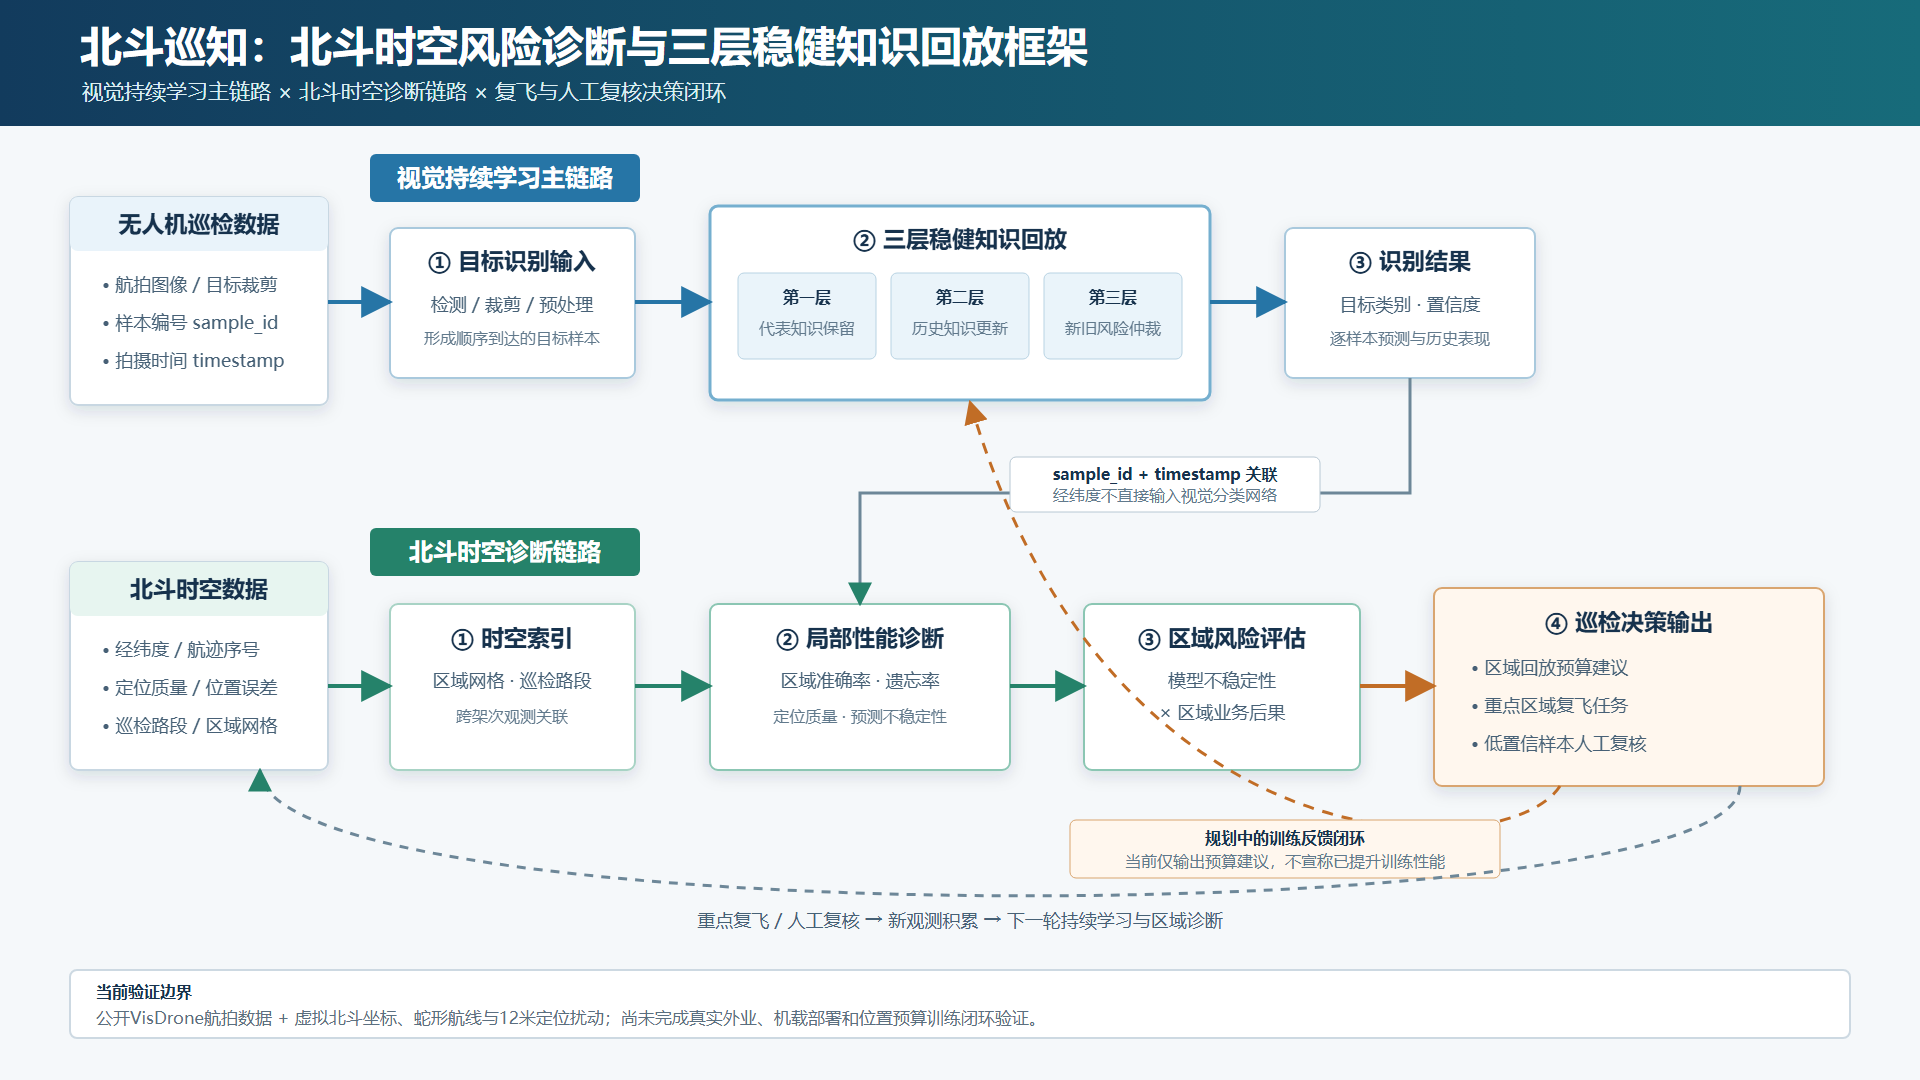 北斗巡知：北斗时空风险诊断与三层稳健知识回放框架
视觉持续学习主链路 × 北斗时空诊断链路 × 复飞与人工复核决策闭环
视觉持续学习主链路
无人机巡检数据
• 航拍图像 / 目标裁剪
• 样本编号 sample_id
• 拍摄时间 timestamp
① 目标识别输入
检测 / 裁剪 / 预处理
形成顺序到达的目标样本
② 三层稳健知识回放
第一层
代表知识保留
第二层
历史知识更新
第三层
新旧风险仲裁
③ 识别结果
目标类别 · 置信度
逐样本预测与历史表现
sample_id + timestamp 关联
经纬度不直接输入视觉分类网络
北斗时空诊断链路
北斗时空数据
• 经纬度 / 航迹序号
• 定位质量 / 位置误差
• 巡检路段 / 区域网格
① 时空索引
区域网格 · 巡检路段
跨架次观测关联
② 局部性能诊断
区域准确率 · 遗忘率
定位质量 · 预测不稳定性
③ 区域风险评估
模型不稳定性
× 区域业务后果
④ 巡检决策输出
• 区域回放预算建议
• 重点区域复飞任务
• 低置信样本人工复核
规划中的训练反馈闭环
当前仅输出预算建议，不宣称已提升训练性能
重点复飞 / 人工复核 → 新观测积累 → 下一轮持续学习与区域诊断
当前验证边界
公开VisDrone航拍数据 + 虚拟北斗坐标、蛇形航线与12米定位扰动；尚未完成真实外业、机载部署和位置预算训练闭环验证。